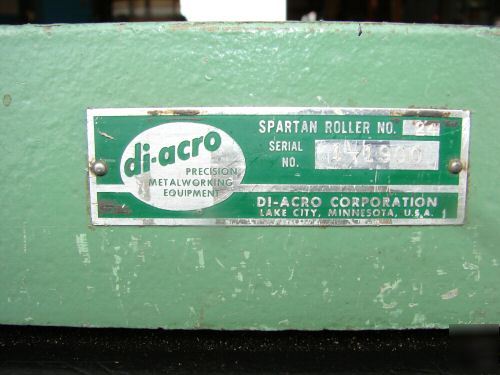 di-acro
PRECISION
METALWORKING
EQUIPMENT
SPARTAN ROLLER NO.
SERIAL
NO.
DI-ACRO CORPORATION
LAKE CITY, MINNESOTA, U.S.A.